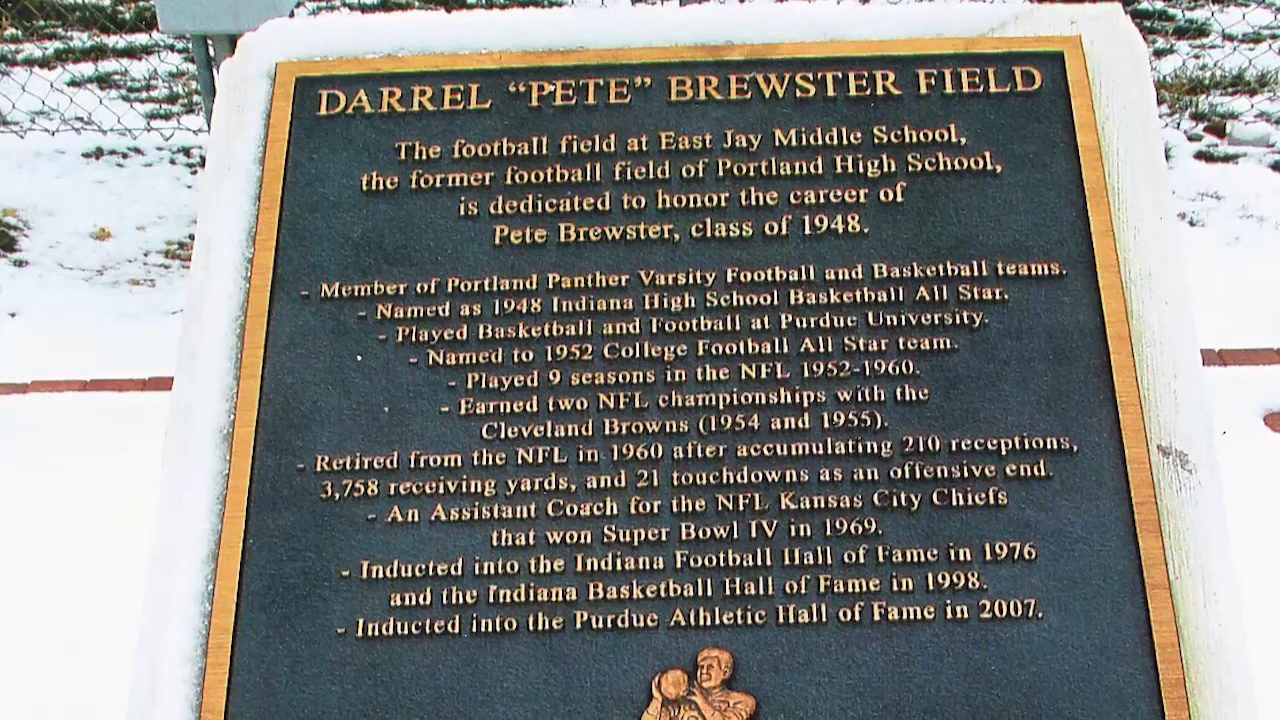 DARREL “PETE” BREWSTER FIELD
The football field at East Jay Middle School,
the former football field of Portland High School,
is dedicated to honor the career of
Pete Brewster, class of 1948.
- Member of Portland Panther Varsity Football and Basketball teams.
- Named as 1948 Indiana High School Basketball All Star.
- Played Basketball and Football at Purdue University.
- Named to 1952 College Football All Star team.
- Played 9 seasons in the NFL 1952-1960.
- Earned two NFL championships with the
Cleveland Browns (1954 and 1955).
- Retired from the NFL in 1960 after accumulating 210 receptions,
3,758 receiving yards, and 21 touchdowns as an offensive end.
- An Assistant Coach for the NFL Kansas City Chiefs
that won Super Bowl IV in 1969.
- Inducted into the Indiana Football Hall of Fame in 1976
and the Indiana Basketball Hall of Fame in 1998.
- Inducted into the Purdue Athletic Hall of Fame in 2007.